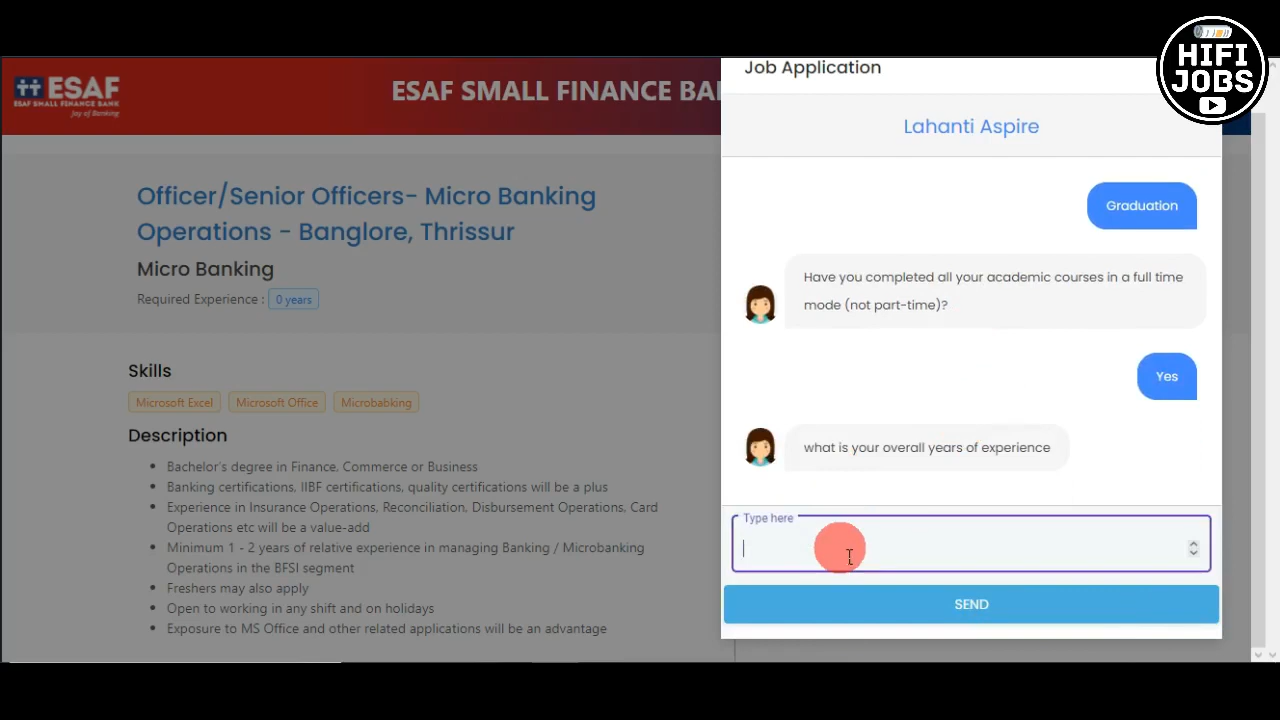 HIFI
JOBS
ESAF
ESAF SMALL FINANCE BANK
Joy of Banking
ESAF SMALL FINANCE BA
Officer/Senior Officers- Micro Banking
Operations - Banglore, Thrissur
Micro Banking
Required Experience : 0 years
Skills
Microsoft Excel Microsoft Office Microbabking
Description
Bachelor's degree in Finance, Commerce or Business
Banking certifications, IIBF certifications, quality certifications will be a plus
Experience in Insurance Operations, Reconciliation, Disbursement Operations, Card
Operations etc will be a value-add
Minimum 1 - 2 years of relative experience in managing Banking / Microbanking
Operations in the BFSI segment
Freshers may also apply
Open to working in any shift and on holidays
Exposure to MS Office and other related applications will be an advantage
Job Application
Lahanti Aspire
Graduation
Have you completed all your academic courses in a full time
mode (not part-time)?
Yes
what is your overall years of experience
Type here
SEND